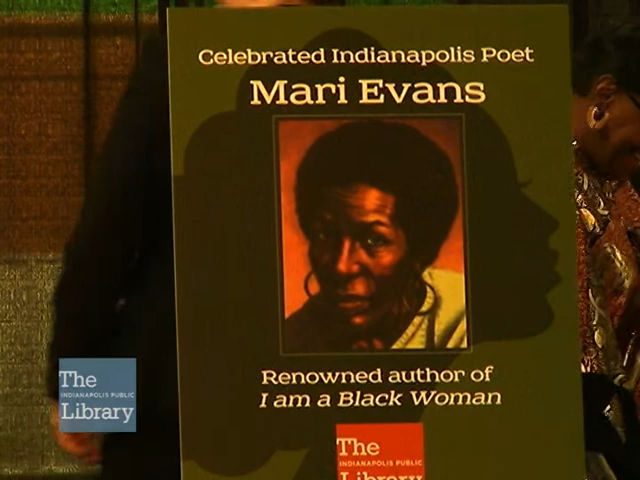 Celebrated Indianapolis Poet
Mari Evans
Renowned author of
I am a Black Woman
The
INDIANAPOLIS PUBLIC
Library
The
INDIANAPOLIS PUBLIC
Library